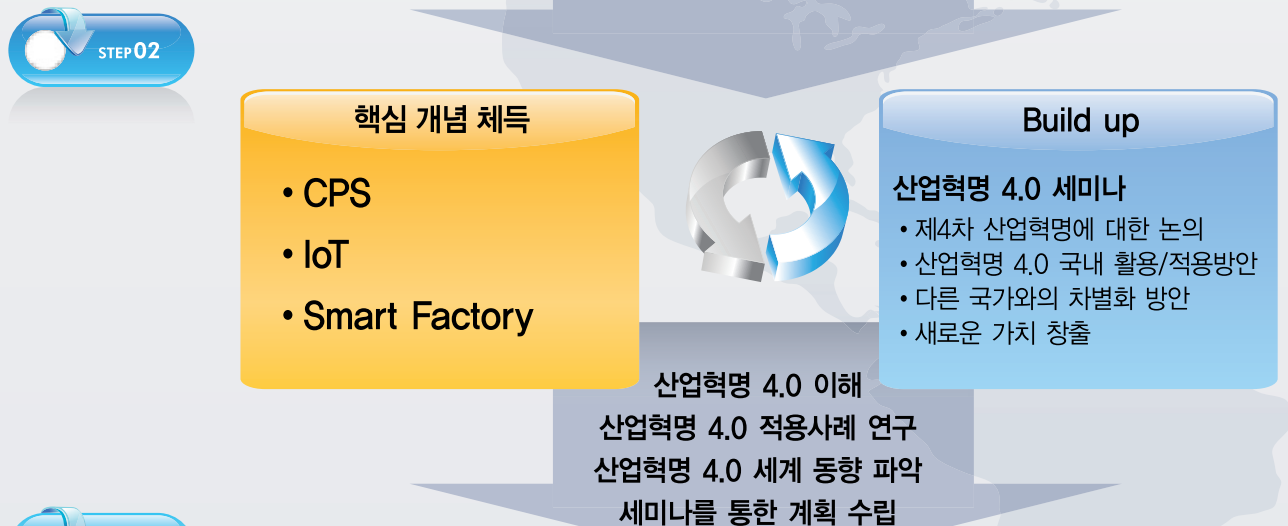 STEP 02
핵심 개념 체득
• CPS
• IoT
• Smart Factory
Build up
산업혁명 4.0 세미나
• 제4차 산업혁명에 대한 논의
• 산업혁명 4.0 국내 활용/적용방안
• 다른 국가와의 차별화 방안
• 새로운 가치 창출
산업혁명 4.0 이해
산업혁명 4.0 적용사례 연구
산업혁명 4.0 세계 동향 파악
세미나를 통한 계획 수립